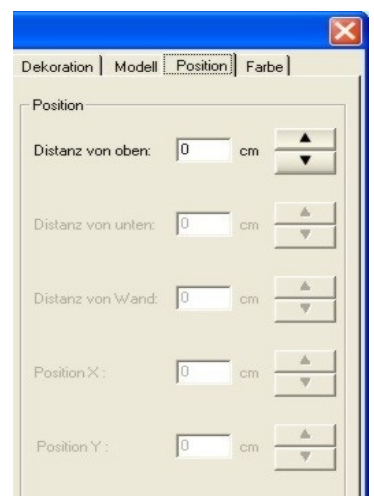 Dekoration Modell Position Farbe
Position
Distanz von oben: 0 cm
Distanz von unten: 0 cm
Distanz von Wand: 0 cm
Position X : 0 cm
Position Y : 0 cm